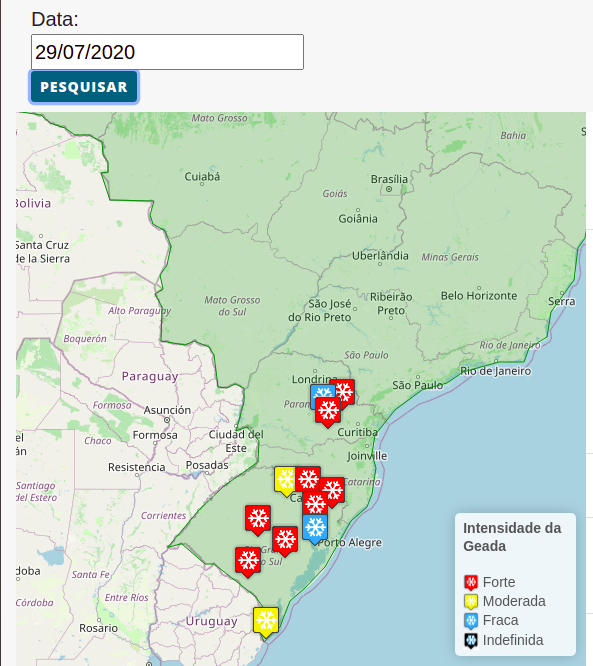 Data:
29/07/2020
PESQUISAR
Mato Grosso
Bahia
Cuiabá
Brasília
Bolivia
Goiás
Goiânia
Santa Cruz
de la Sierra
Uberlândia
Minas Gerais
Mato Grosso
do Sul
Alto Paraguay
São José
do Rio Preto
Ribeirão
Preto
Belo Horizonte
Serra
Boquerón
São Paulo
Rio de Janeiro
Rio de Janeiro
Paraguay
Londrina
São Paulo
Formosa
Asunción
Curitiba
Chaco
Formosa
Ciudad del
Este
Joinville
Resistencia
Posadas
Santiago
del Estero
Catarina
Corrientes
Porto Alegre
do Sul
Santa Fe
Córdoba
Entre Ríos
Rosario
Uruguay
Intensidade da
Geada
Forte
Moderada
Fraca
Indefinida